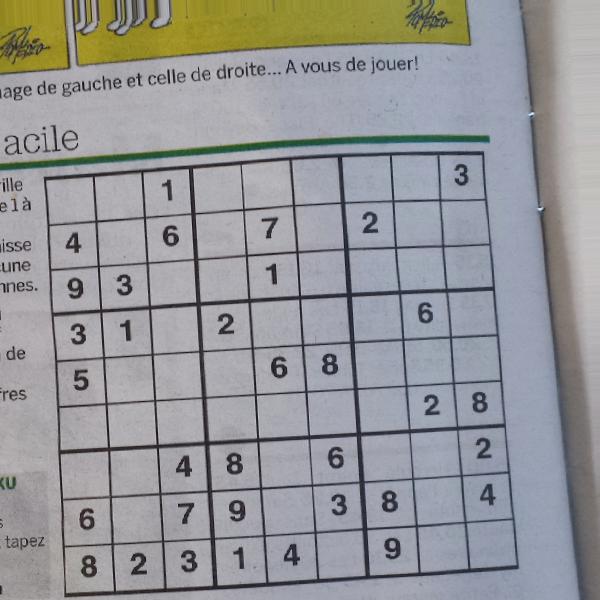 age de gauche et celle de droite... A vous de jouer!
acile
ille
e 1 à
isse
une
nnes.
de
fres
KU
tapez
1 3
4 6 7 2
9 3 1
3 1 2 6
5 6 8
2 8
4 8 6 2
6 7 9 3 8 4
8 2 3 1 4 9